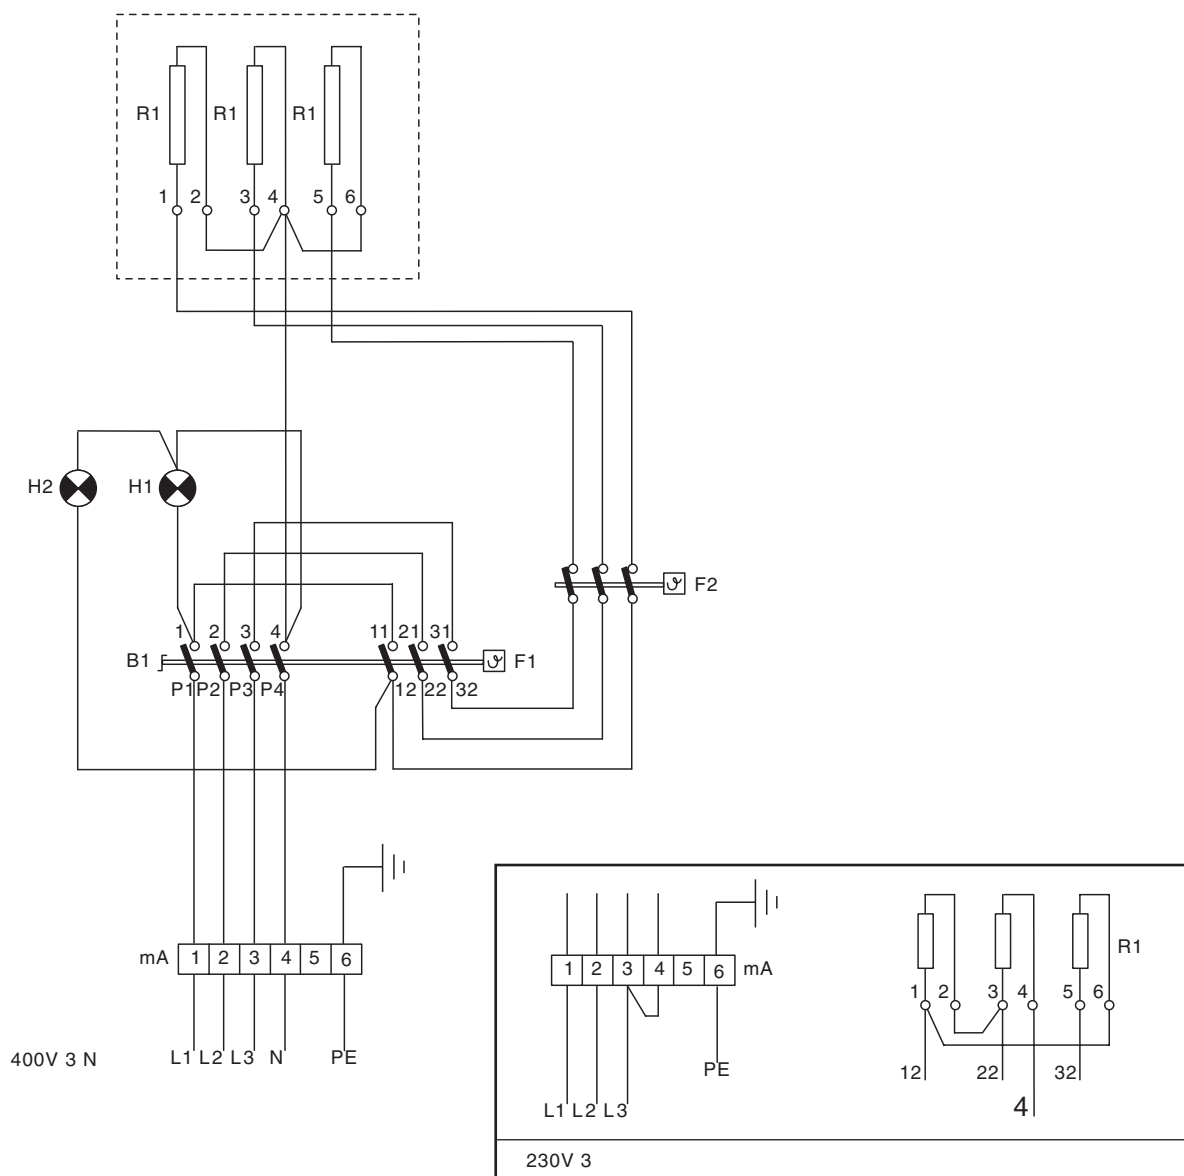 R1 R1 R1
1 2 3 4 5 6
H2 H1
F2
1 2 3 4 11 21 31
B1 F1
P1 P2 P3 P4 12 22 32
mA 1 2 3 4 5 6
400V 3 N L1 L2 L3 N PE
1 2 3 4 5 6 mA
PE
L1 L2 L3
R1
1 2 3 4 5 6
12 22 32
4
230V 3